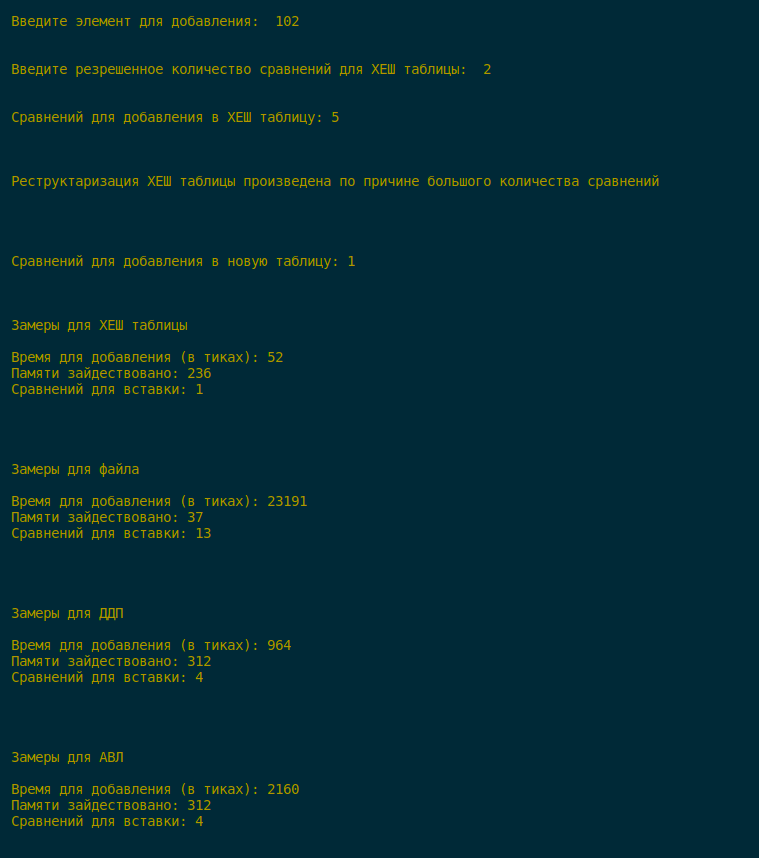 Введите элемент для добавления:  102
Введите резрешенное количество сравнений для ХЕШ таблицы:  2
Сравнений для добавления в ХЕШ таблицу: 5
Реструктаризация ХЕШ таблицы произведена по причине большого количества сравнений
Сравнений для добавления в новую таблицу: 1
Замеры для ХЕШ таблицы
Время для добавления (в тиках): 52
Памяти зайдествовано: 236
Сравнений для вставки: 1
Замеры для файла
Время для добавления (в тиках): 23191
Памяти зайдествовано: 37
Сравнений для вставки: 13
Замеры для ДДП
Время для добавления (в тиках): 964
Памяти зайдествовано: 312
Сравнений для вставки: 4
Замеры для АВЛ
Время для добавления (в тиках): 2160
Памяти зайдествовано: 312
Сравнений для вставки: 4